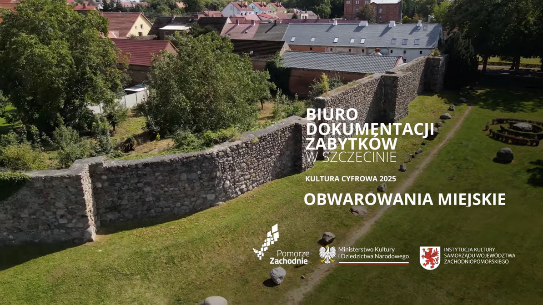 BIURO
DOKUMENTACJI
ZABYTKÓW
W SZCZECINIE
KULTURA CYFROWA 2025
OBWAROWANIA MIEJSKIE
Pomorze
Zachodnie
Ministerstwo Kultury
i Dziedzictwa Narodowego
INSTYTUCJA KULTURY
SAMORZĄDU WOJEWÓDZTWA
ZACHODNIOPOMORSKIEGO